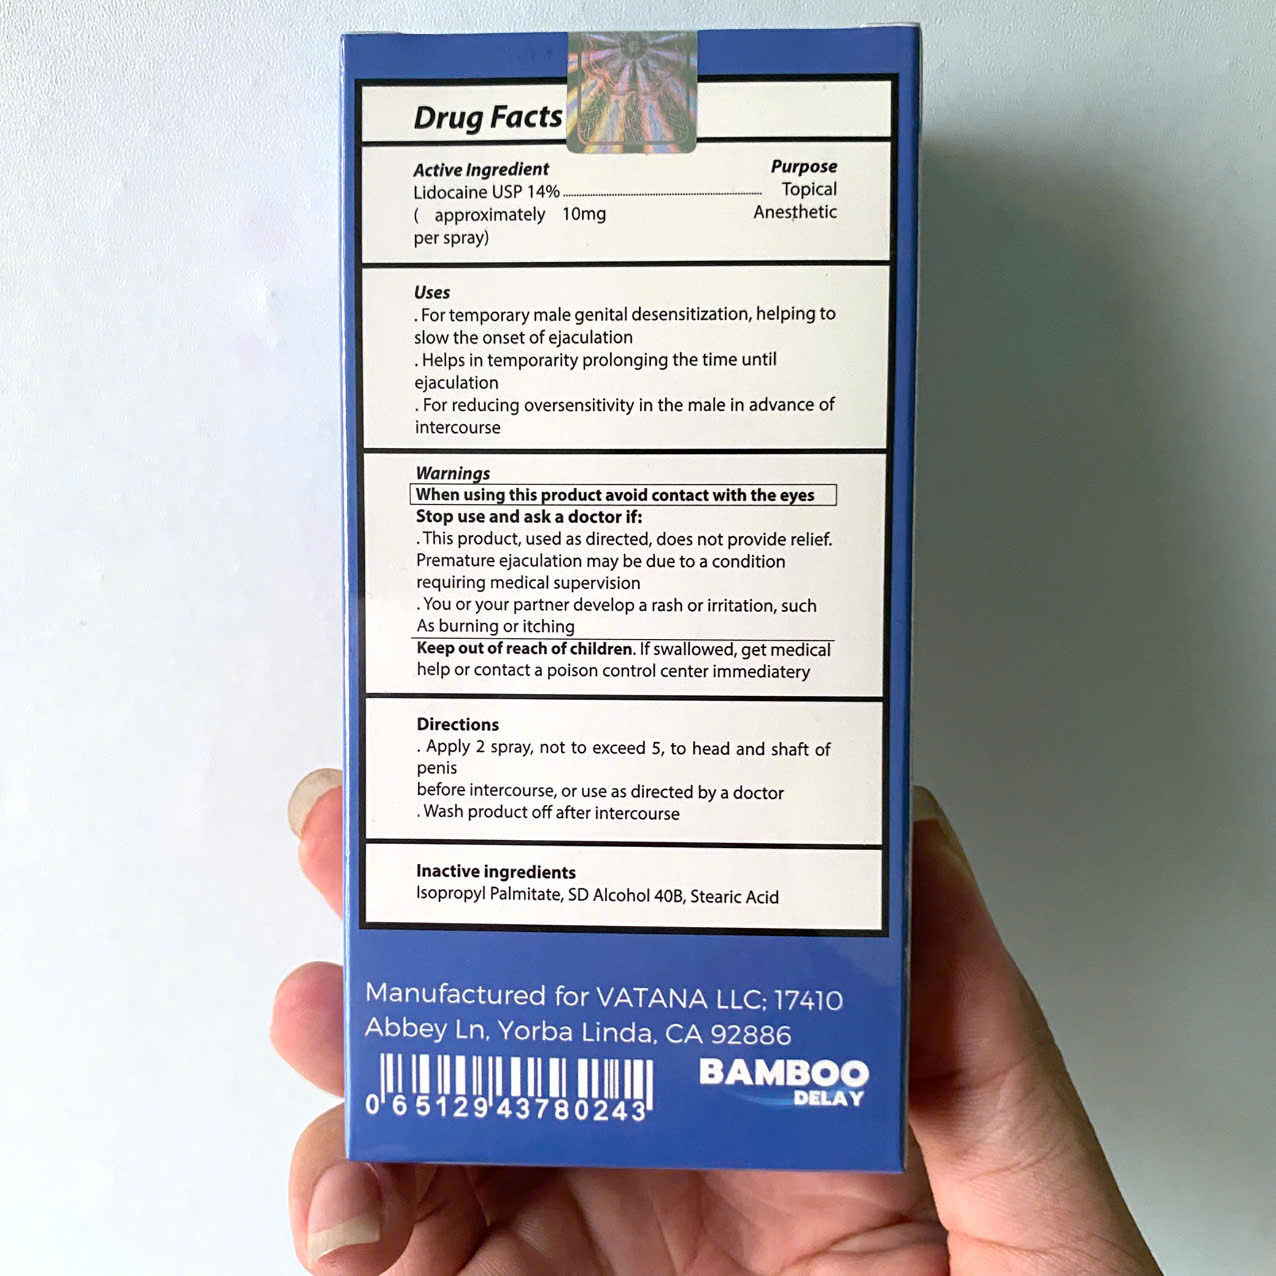 Drug Facts
Active Ingredient
Purpose
Lidocaine USP 14%........................................ Topical
( approximately 10mg Anesthetic
per spray)
Uses
. For temporary male genital desensitization, helping to
slow the onset of ejaculation
. Helps in temporarity prolonging the time until
ejaculation
. For reducing oversensitivity in the male in advance of
intercourse
Warnings
When using this product avoid contact with the eyes
Stop use and ask a doctor if:
. This product, used as directed, does not provide relief.
Premature ejaculation may be due to a condition
requiring medical supervision
. You or your partner develop a rash or irritation, such
As burning or itching
Keep out of reach of children. If swallowed, get medical
help or contact a poison control center immediatery
Directions
. Apply 2 spray, not to exceed 5, to head and shaft of
penis
before intercourse, or use as directed by a doctor
. Wash product off after intercourse
Inactive ingredients
Isopropyl Palmitate, SD Alcohol 40B, Stearic Acid
Manufactured for VATANA LLC; 17410
Abbey Ln, Yorba Linda, CA 92886
0 65129 43780243
BAMBOO
DELAY